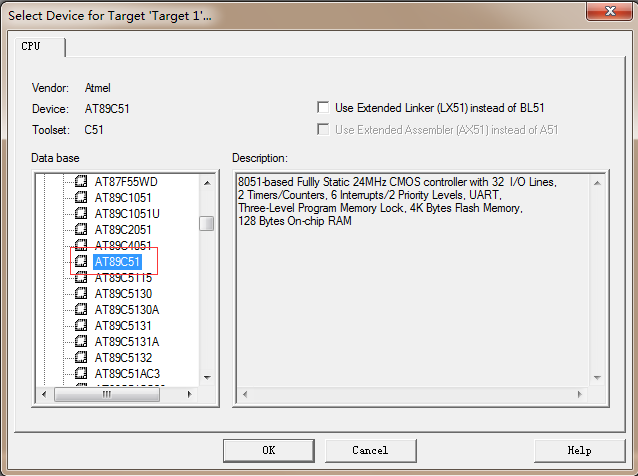 Select Device for Target 'Target 1'...
CPU
Vendor: Atmel
Device: AT89C51
Toolset: C51
Use Extended Linker (LX51) instead of BL51
Use Extended Assembler (AX51) instead of A51
Data base
AT87F55WD
AT89C1051
AT89C1051U
AT89C2051
AT89C4051
AT89C51
AT89C5115
AT89C5130
AT89C5130A
AT89C5131
AT89C5131A
AT89C5132
AT89C51AC3
Description:
8051-based Fullly Static 24MHz CMOS controller with 32 I/O Lines,
2 Timers/Counters, 6 Interrupts/2 Priority Levels, UART,
Three-Level Program Memory Lock, 4K Bytes Flash Memory,
128 Bytes On-chip RAM
OK
Cancel
Help